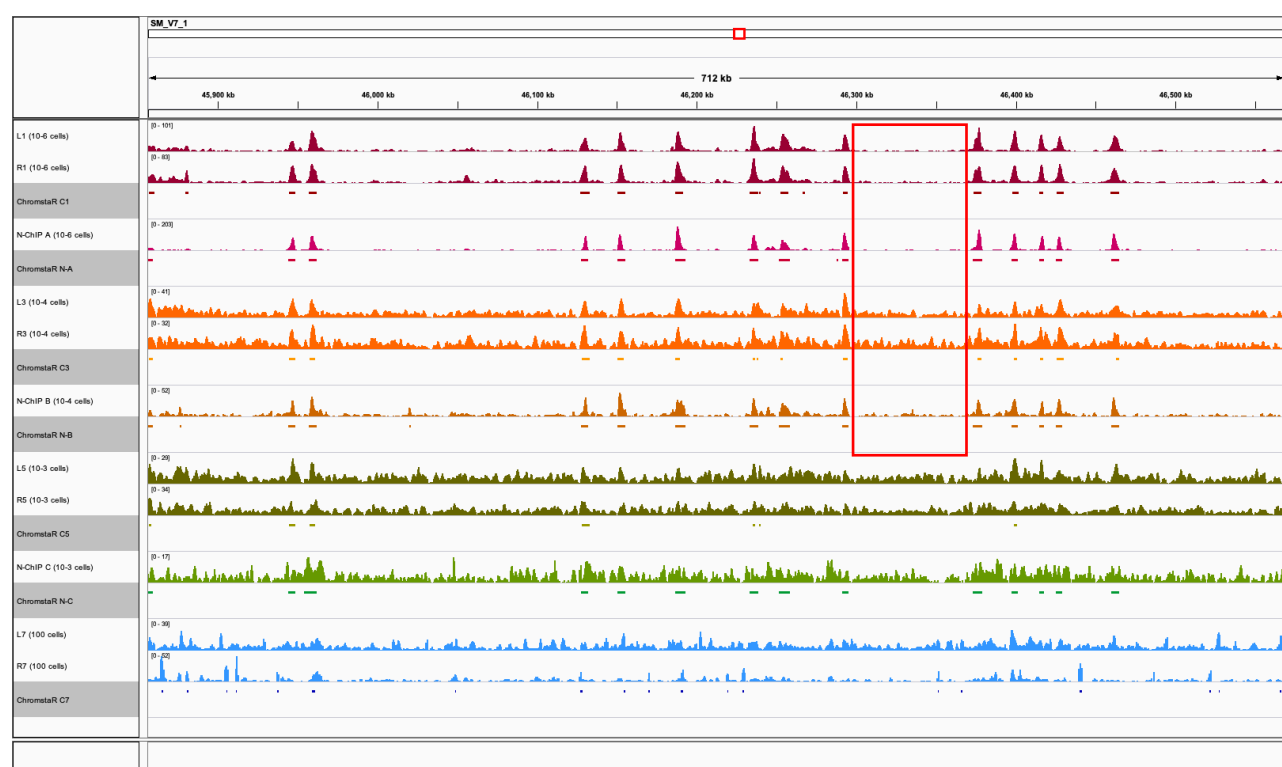 SM_V7_1
712 kb
45,900 kb 46,000 kb 46,100 kb 46,200 kb 46,300 kb 46,400 kb 46,500 kb
[0 - 101]
L1 (10-6 cells)
[0 - 83]
R1 (10-6 cells)
ChromstaR C1
[0 - 203]
N-ChIP A (10-6 cells)
ChromstaR N-A
[0 - 41]
L3 (10-4 cells)
[0 - 32]
R3 (10-4 cells)
ChromstaR C3
[0 - 52]
N-ChIP B (10-4 cells)
ChromstaR N-B
[0 - 29]
L5 (10-3 cells)
[0 - 34]
R5 (10-3 cells)
ChromstaR C5
[0 - 17]
N-ChIP C (10-3 cells)
ChromstaR N-C
[0 - 39]
L7 (100 cells)
[0 - 52]
R7 (100 cells)
ChromstaR C7